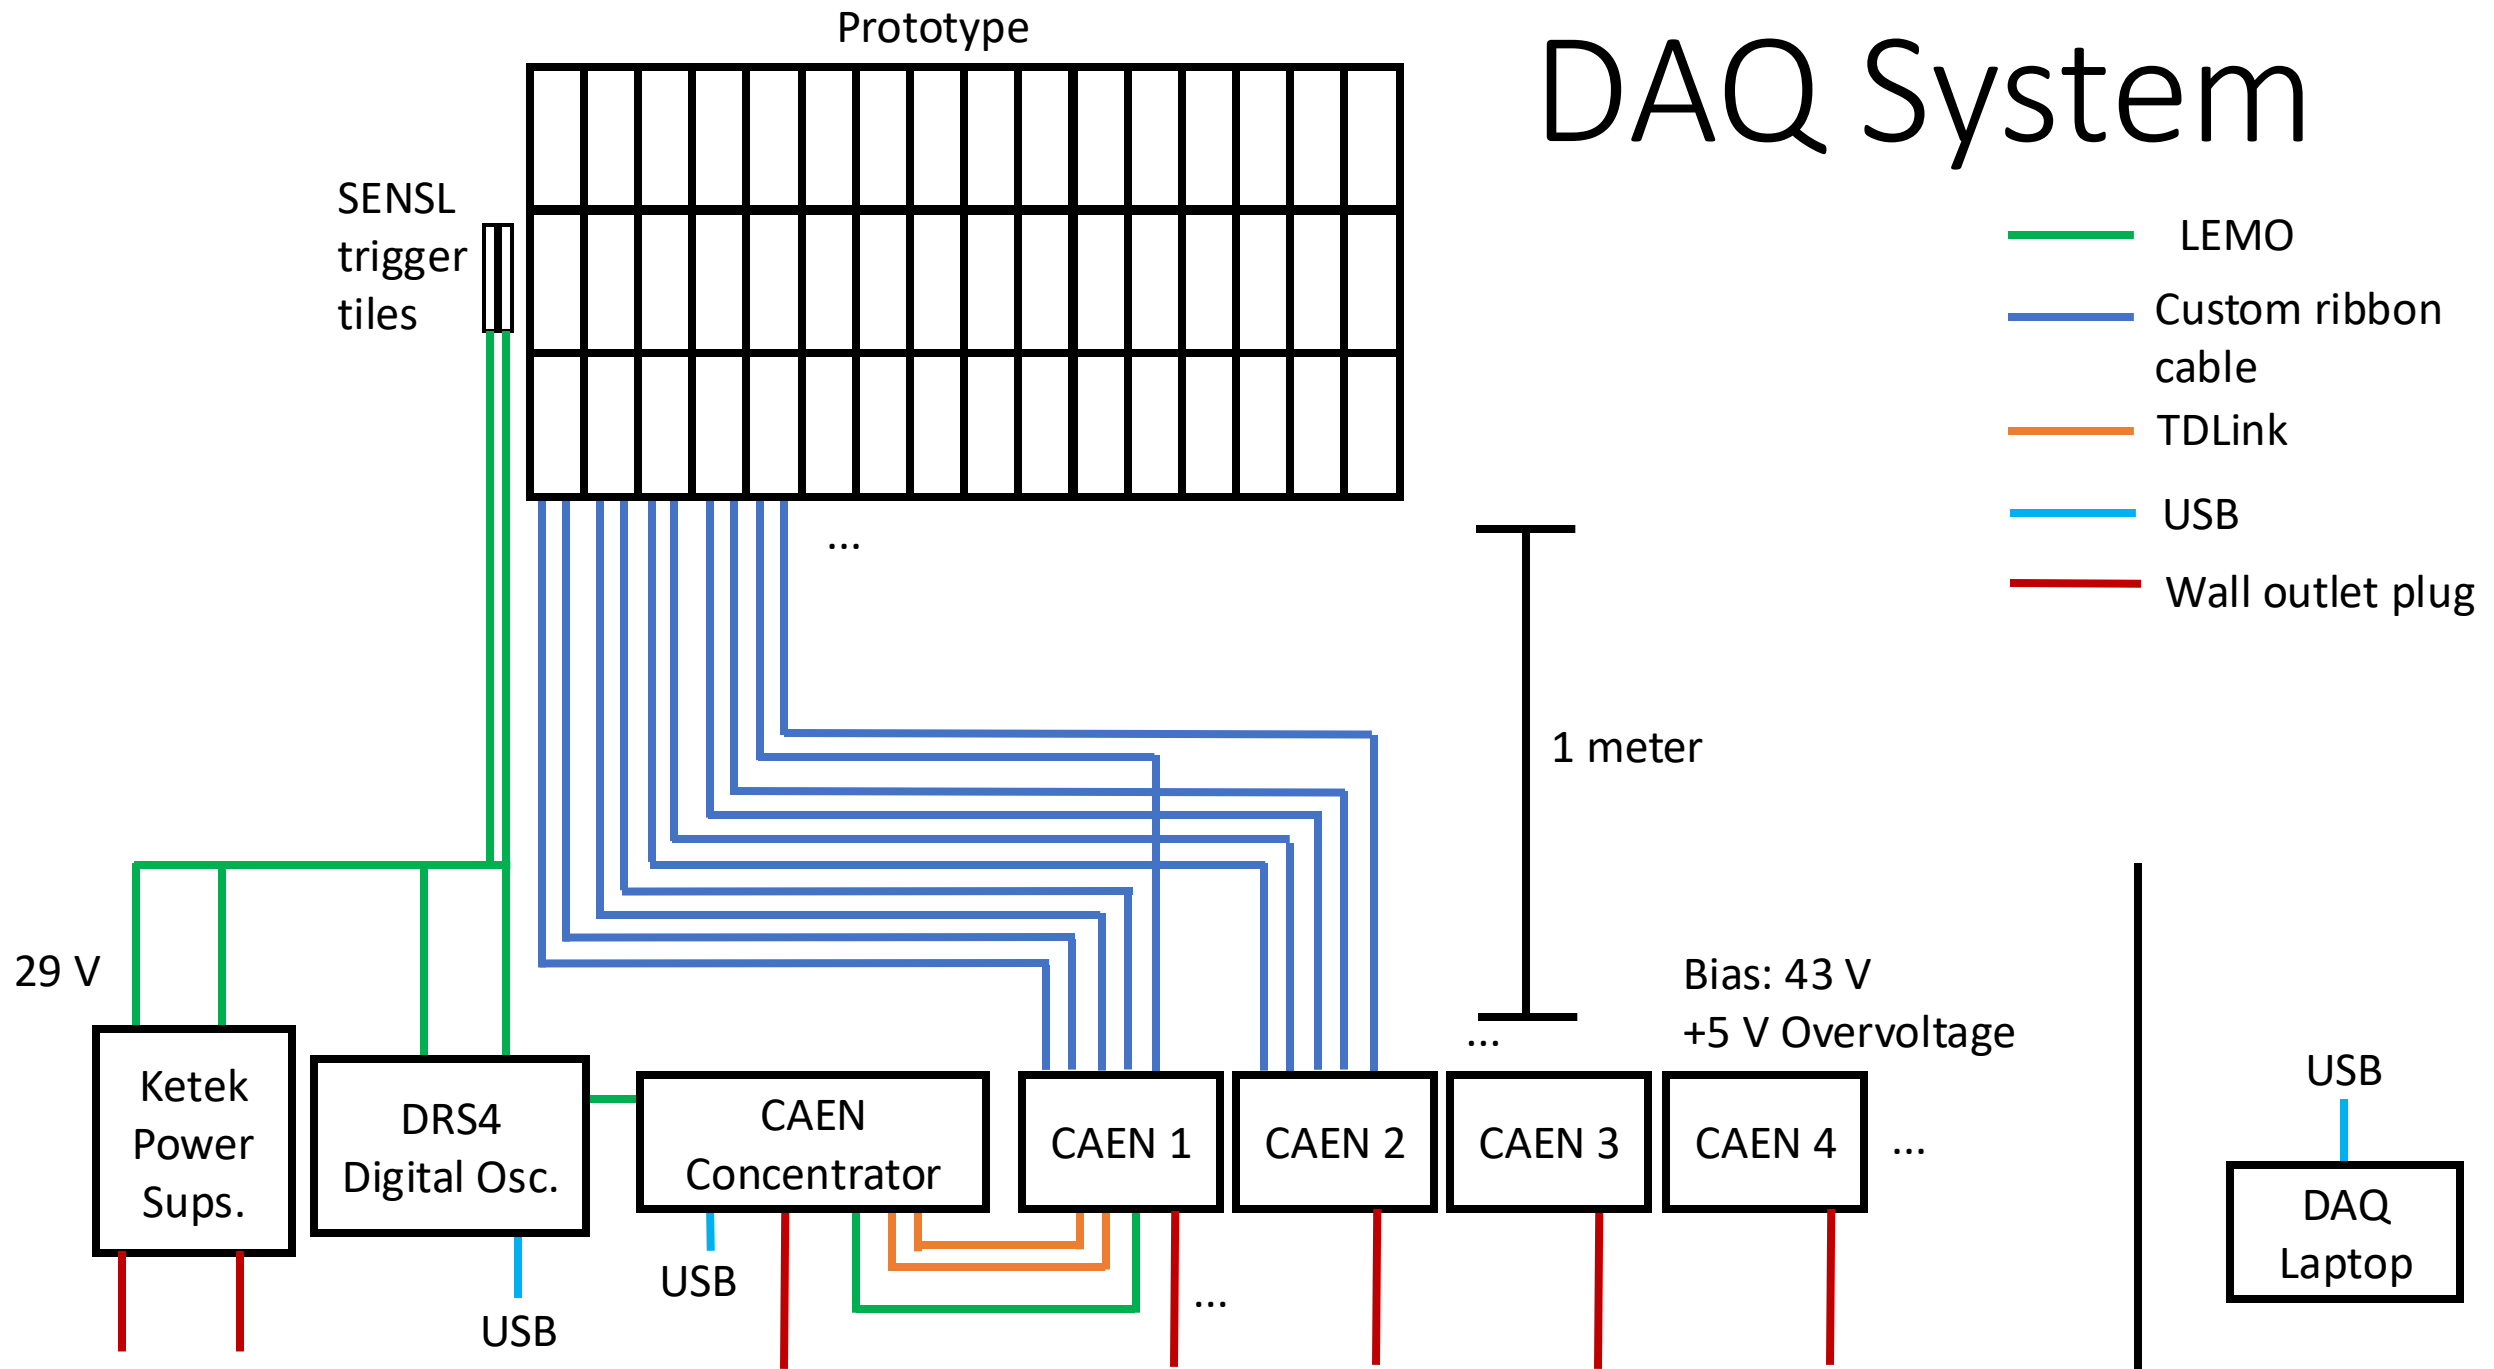 Prototype
DAQ System
SENSL
trigger
tiles
LEMO
Custom ribbon
cable
TDLink
USB
Wall outlet plug
...
1 meter
29 V
Bias: 43 V
+5 V Overvoltage
...
USB
Ketek
Power
Sups.
DRS4
Digital Osc.
CAEN
Concentrator
CAEN 1
CAEN 2
CAEN 3
CAEN 4
...
DAQ
Laptop
USB
USB
...